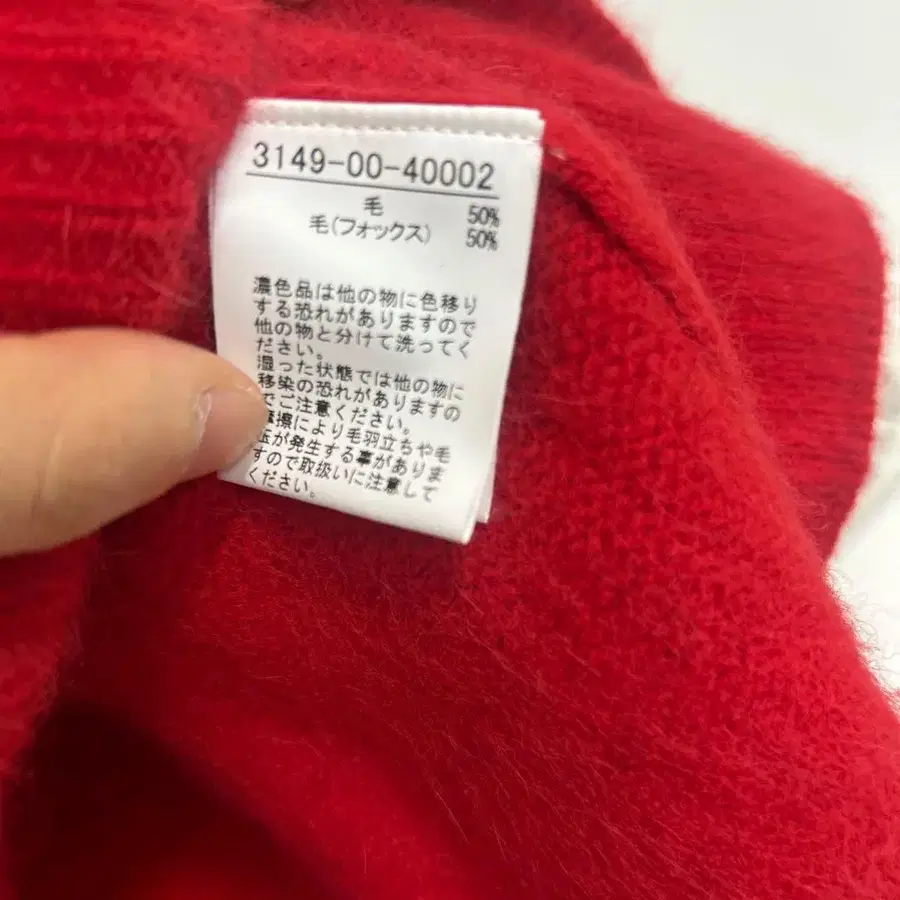 3149-00-40002
毛 50%
毛(フォックス) 50%
濃色品は他の物に色移り
する恐れがありますので
他の物と分けて洗ってく
ださい。
湿った状態では他の物に
移染の恐れがありますの
でご注意ください。
摩擦により毛羽立ちや毛
玉が発生する事がありま
すので取扱いに注意して
ください。